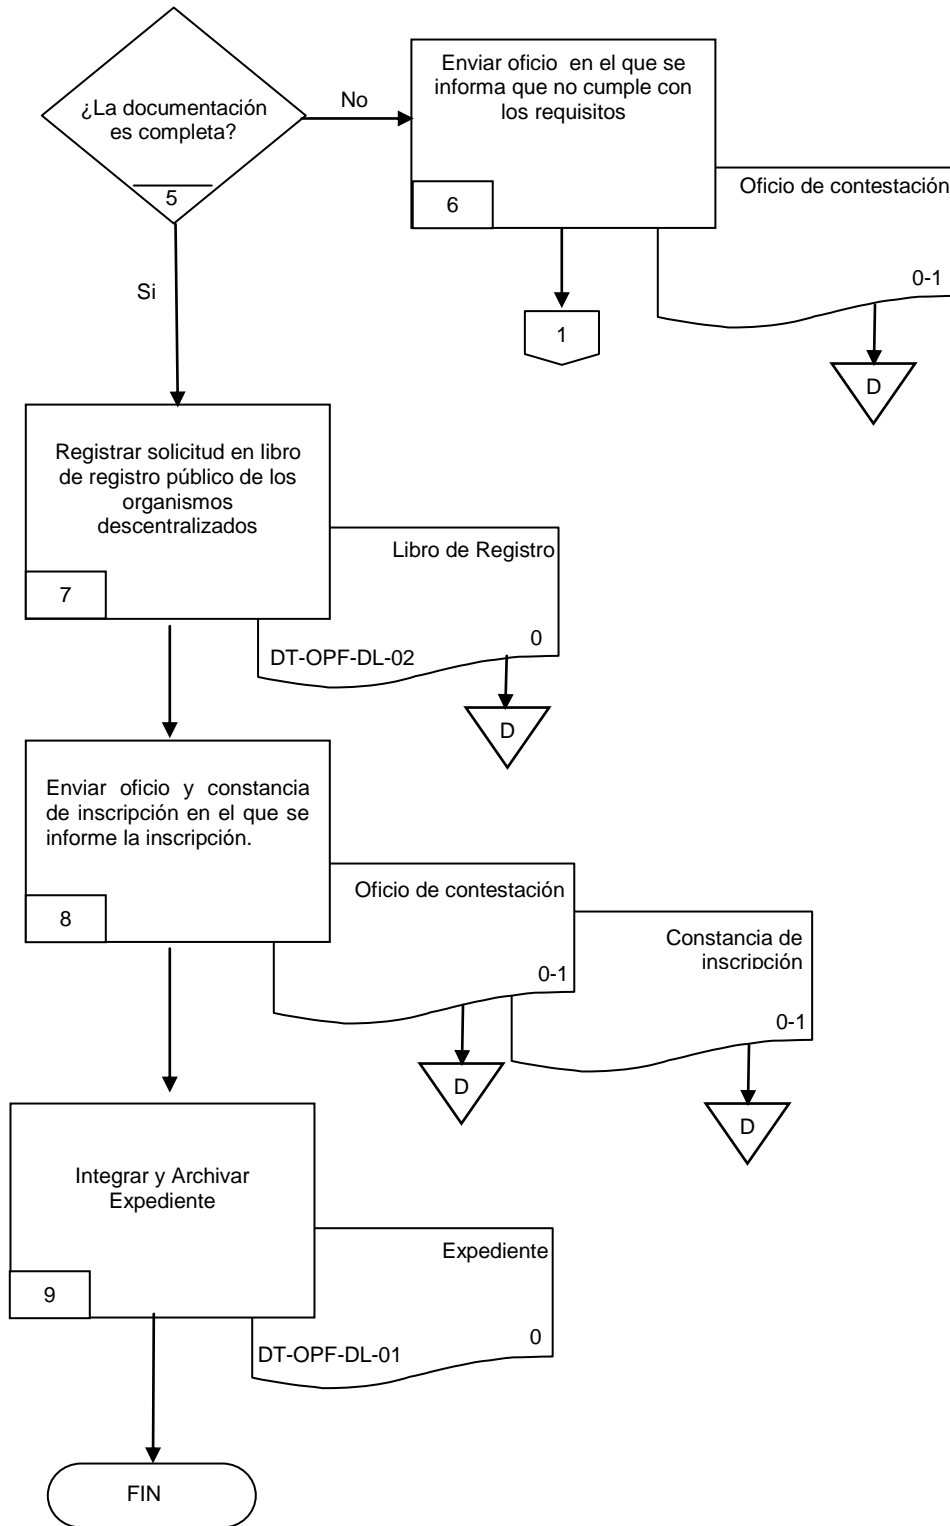 ¿La documentación
es completa?
5
No
Si
Enviar oficio en el que se
informa que no cumple con
los requisitos
6
Oficio de contestación
0-1
1
D
Registrar solicitud en libro
de registro público de los
organismos
descentralizados
7
Libro de Registro
0
DT-OPF-DL-02
D
Enviar oficio y constancia
de inscripción en el que se
informe la inscripción.
8
Oficio de contestación
0-1
Constancia de
inscripción
0-1
D
D
Integrar y Archivar
Expediente
9
Expediente
0
DT-OPF-DL-01
FIN